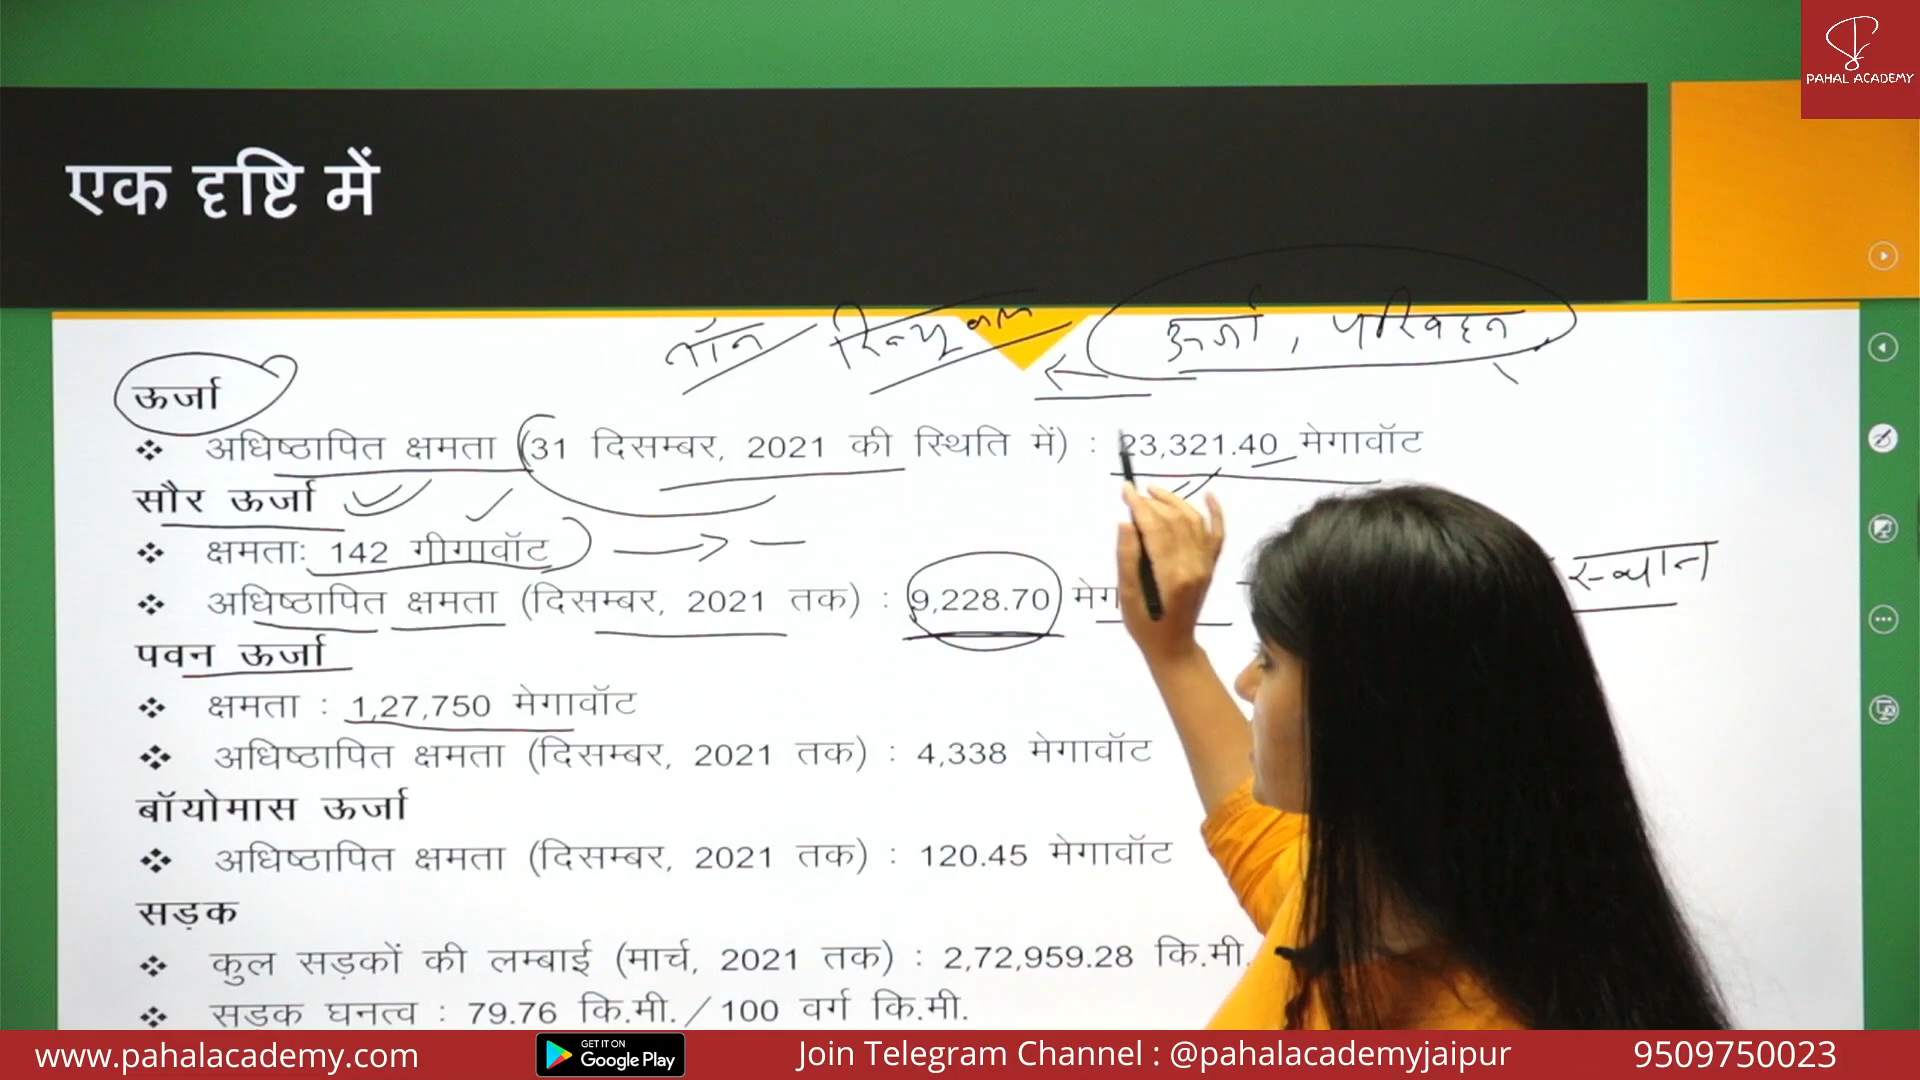 PAHAL ACADEMY
एक दृष्टि में
नॉन रिन्यूबल ऊर्जा, परिवहन
ऊर्जा
❖ अधिष्ठापित क्षमता (31 दिसम्बर, 2021 की स्थिति में) : 23,321.40 मेगावॉट
सौर ऊर्जा
❖ क्षमताः 142 गीगावॉट
❖ अधिष्ठापित क्षमता (दिसम्बर, 2021 तक) : 9,228.70
स्थान
पवन ऊर्जा
❖ क्षमता : 1,27,750 मेगावॉट
❖ अधिष्ठापित क्षमता (दिसम्बर, 2021 तक) : 4,338 मेगावॉट
बॉयोमास ऊर्जा
❖ अधिष्ठापित क्षमता (दिसम्बर, 2021 तक) : 120.45 मेगावॉट
सड़क
❖ कुल सड़कों की लम्बाई (मार्च, 2021 तक) : 2,72,959.28 कि.मी.
❖ सड़क घनत्व : 79.76 कि.मी./100 वर्ग कि.मी.
www.pahalacademy.com
GET IT ON
Google Play
Join Telegram Channel : @pahalacademyjaipur
9509750023